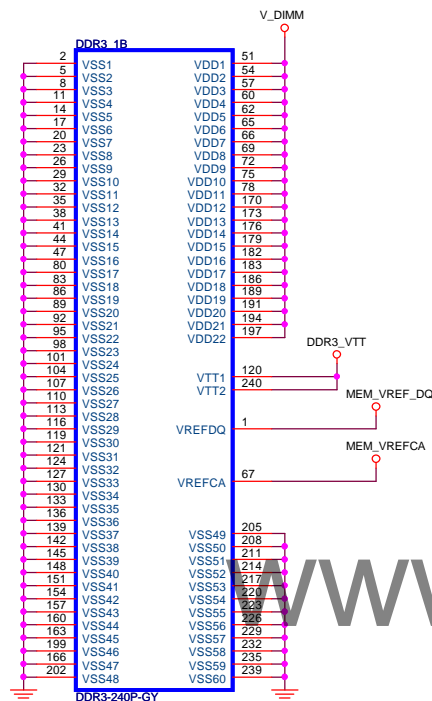 V_DIMM
DDR3_1B
2 VSS1 VDD1 51
5 VSS2 VDD2 54
8 VSS3 VDD3 57
11 VSS4 VDD4 60
14 VSS5 VDD5 62
17 VSS6 VDD6 65
20 VSS7 VDD7 66
23 VSS8 VDD8 69
26 VSS9 VDD9 72
29 VSS10 VDD10 75
32 VSS11 VDD11 78
35 VSS12 VDD12 170
38 VSS13 VDD13 173
41 VSS14 VDD14 176
44 VSS15 VDD15 179
47 VSS16 VDD16 182
80 VSS17 VDD17 183
83 VSS18 VDD18 186
86 VSS19 VDD19 189
89 VSS20 VDD20 191
92 VSS21 VDD21 194
95 VSS22 VDD22 197
98 VSS23
DDR3_VTT
101 VSS24
104 VSS25 VTT1 120
107 VSS26 VTT2 240
MEM_VREF_DQ
110 VSS27
113 VSS28
116 VSS29 VREFDQ 1
119 VSS30
MEM_VREFCA
121 VSS31
124 VSS32
127 VSS33 VREFCA 67
130 VSS34
133 VSS35
136 VSS36
139 VSS37 VSS49 205
142 VSS38 VSS50 208
145 VSS39 VSS51 211
148 VSS40 VSS52 214
151 VSS41 VSS53 217
154 VSS42 VSS54 220
157 VSS43 VSS55 223
160 VSS44 VSS56 226
163 VSS45 VSS57 229
199 VSS46 VSS58 232
166 VSS47 VSS59 235
202 VSS48 VSS60 239
DDR3-240P-GY